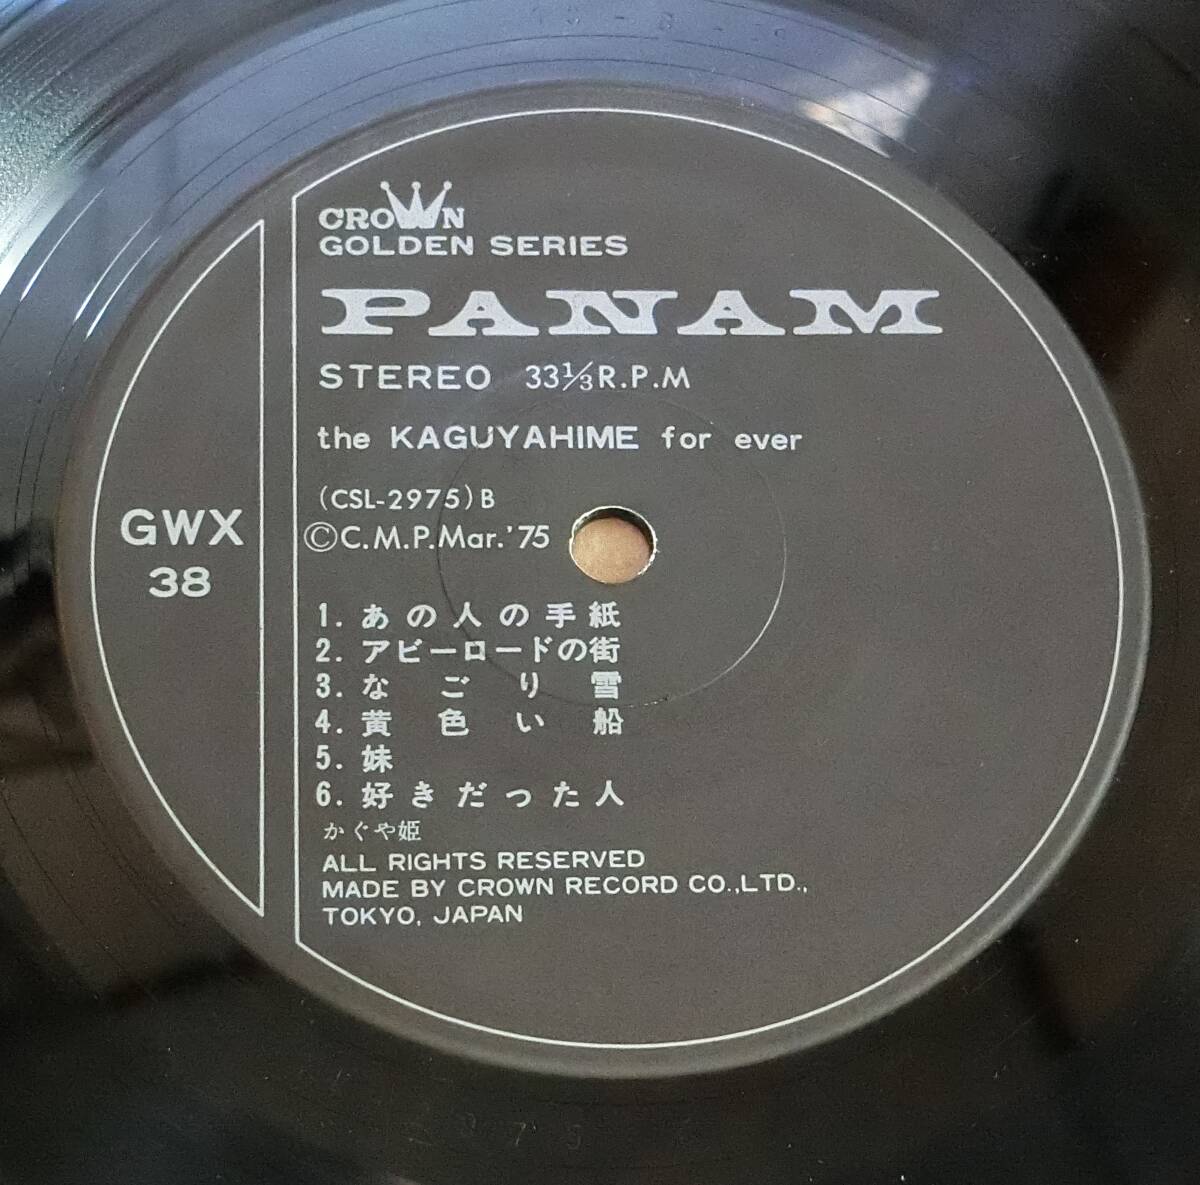 CROWN
GOLDEN SERIES
PANAM
STEREO 33⅓R.P.M
the KAGUYAHIME for ever
(CSL-2975)B
©C.M.P.Mar.'75
GWX
38
1. あの人の手紙
2. アビーロードの街
3. なごり雪
4. 黄色い船
5. 妹
6. 好きだった人
かぐや姫
ALL RIGHTS RESERVED
MADE BY CROWN RECORD CO.,LTD.,
TOKYO, JAPAN